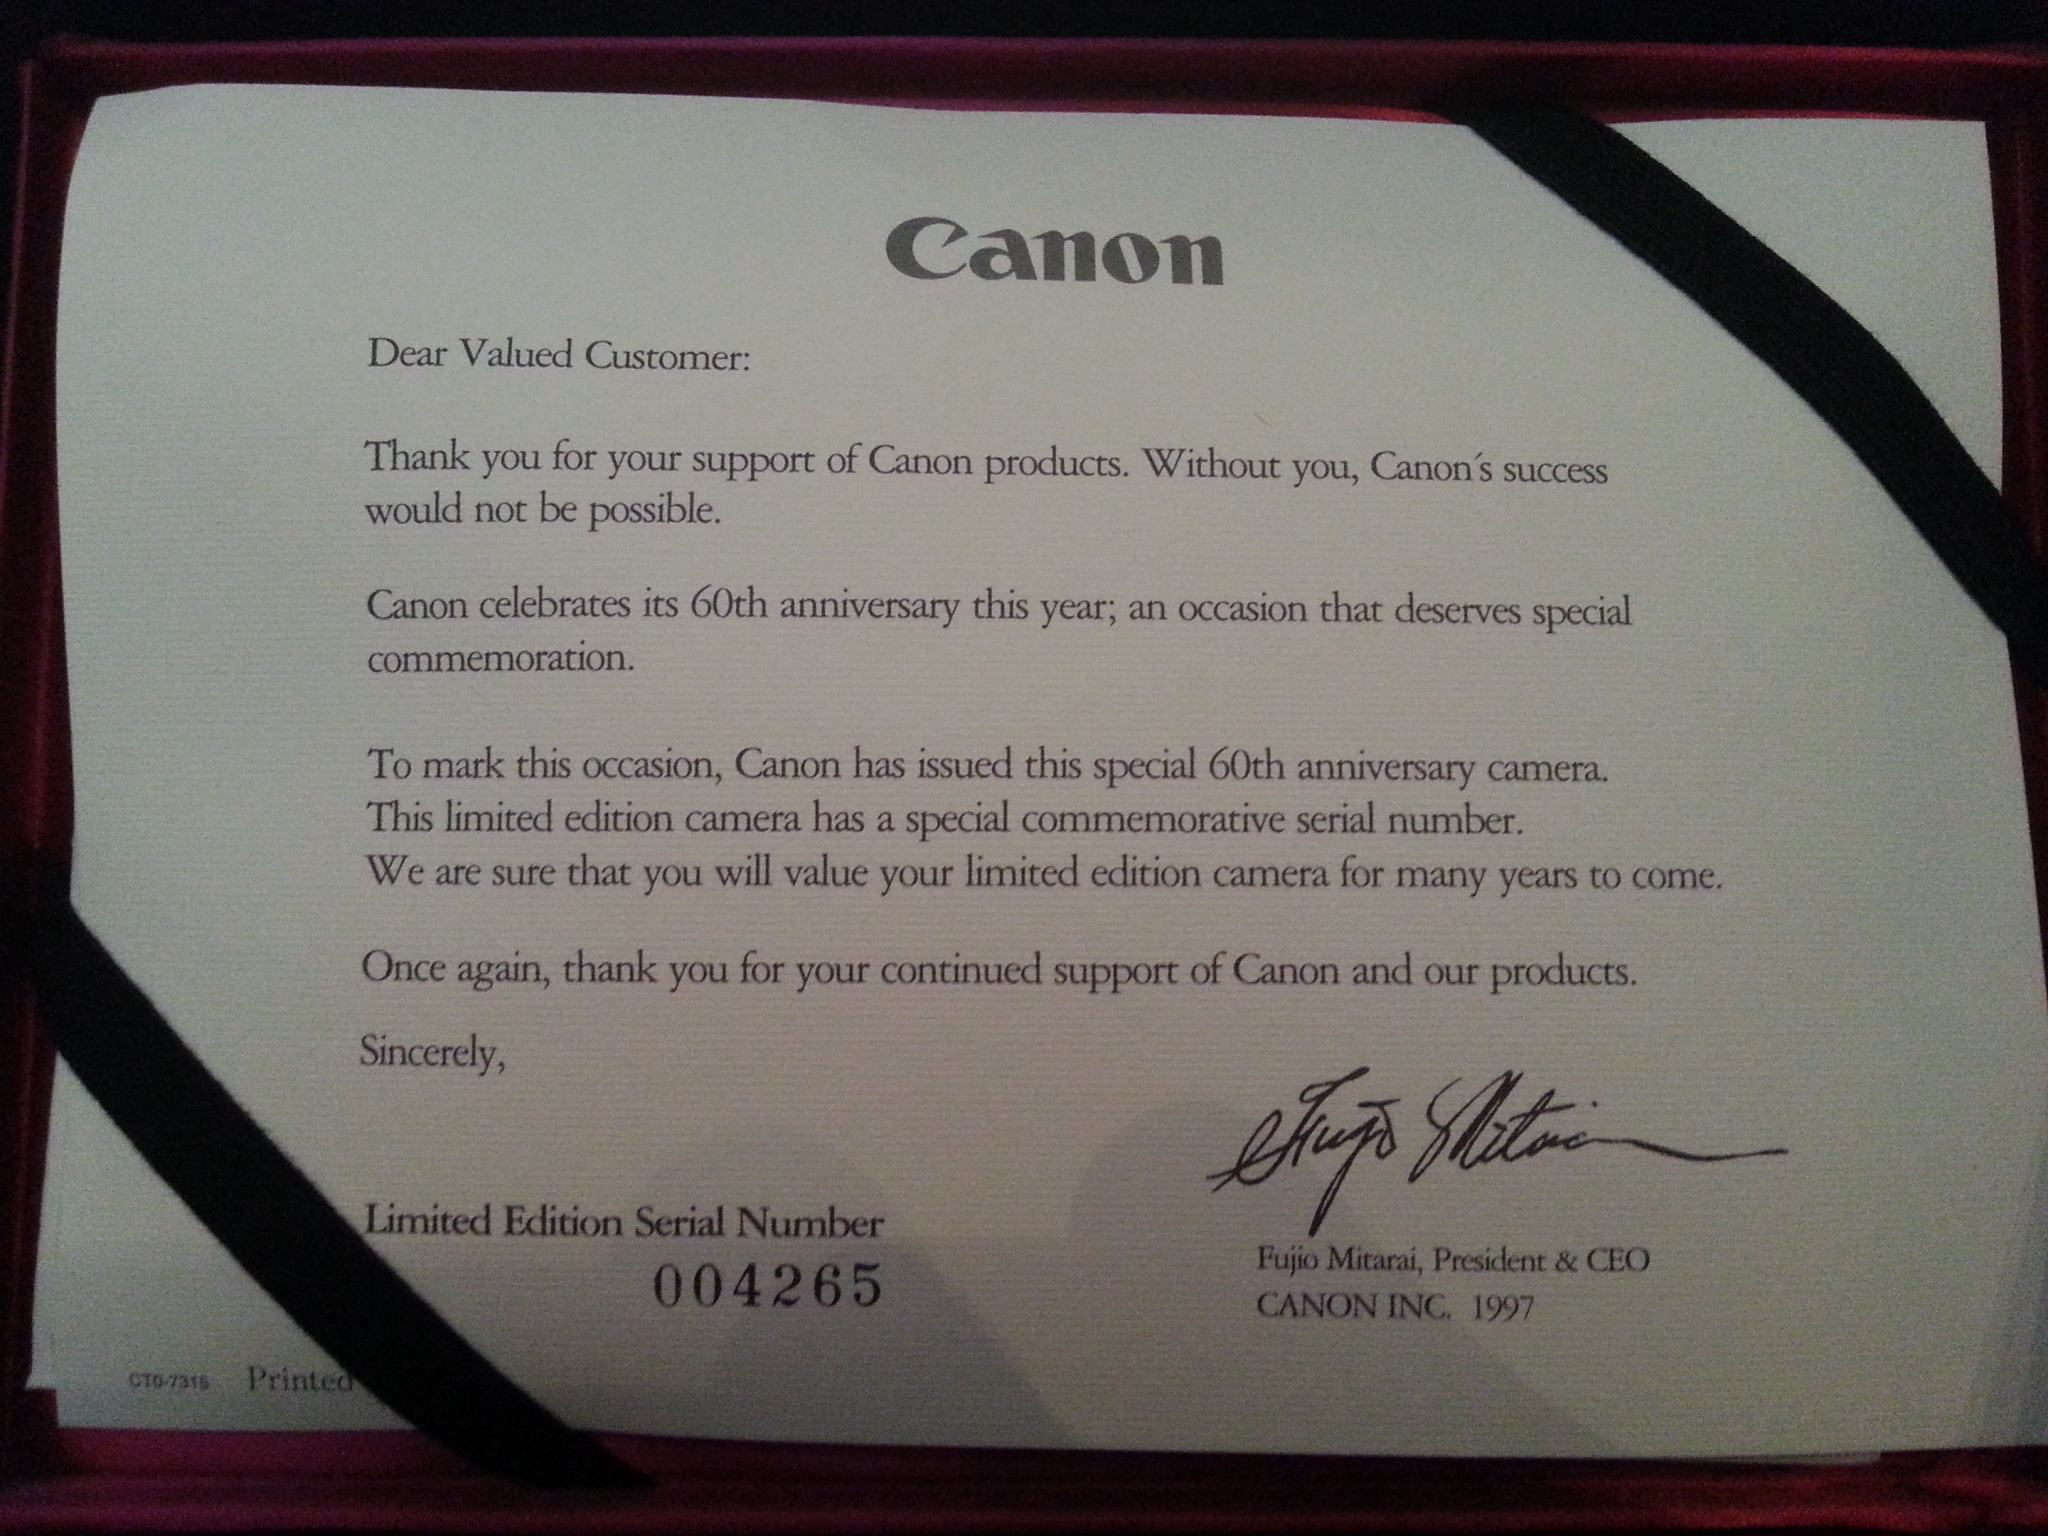 Canon
Dear Valued Customer:
Thank you for your support of Canon products. Without you, Canon´s success
would not be possible.
Canon celebrates its 60th anniversary this year; an occasion that deserves special
commemoration.
To mark this occasion, Canon has issued this special 60th anniversary camera.
This limited edition camera has a special commemorative serial number.
We are sure that you will value your limited edition camera for many years to come.
Once again, thank you for your continued support of Canon and our products.
Sincerely,
Fujio Mitarai
Limited Edition Serial Number
004265
Fujio Mitarai, President & CEO
CANON INC. 1997
CT0-7316 Printed